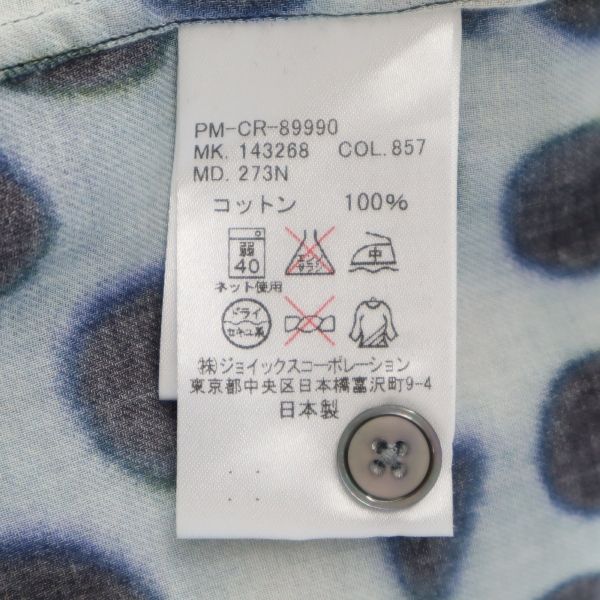 PM-CR-89990
MK. 143268 COL.857
MD. 273N
コットン 100%
弱 エンソ サラシ 中
40
ネット使用
ドライ
セキユ系
㈱ジョイックスコーポレーション
東京都中央区日本橋富沢町9-4
日本製